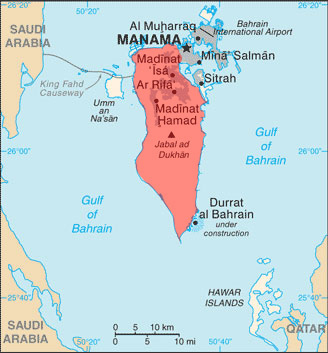 50°20'
50°40'
SAUDI
ARABIA
Al Muḥarraq
Bahrain
International Airport
MANAMA
Mīnā' Salmān
Madīnat
'Īsá
Sitrah
King Fahd
Causeway
Ar Rifā'
Umm
an Na'sān
Madīnat
Ḥamad
26°00'
26°00'
Jabal ad
Dukhān
Gulf
of
Bahrain
Gulf
of
Bahrain
Durrat
al Bahrain
under
construction
HAWAR
ISLANDS
25°40'
25°40'
SAUDI
ARABIA
0 5 10 km
0 5 10 mi
50°20'
50°40'
QATAR